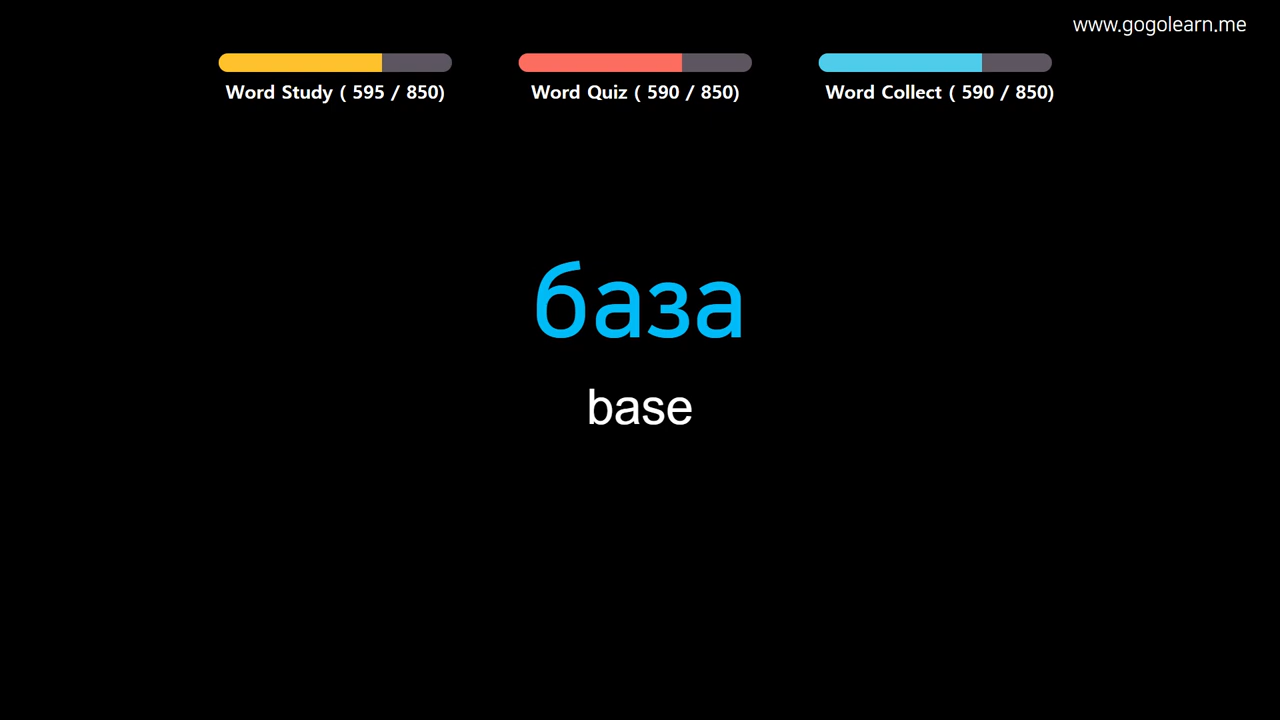 www.gogolearn.me
Word Study ( 595 / 850)
Word Quiz ( 590 / 850)
Word Collect ( 590 / 850)
база
base